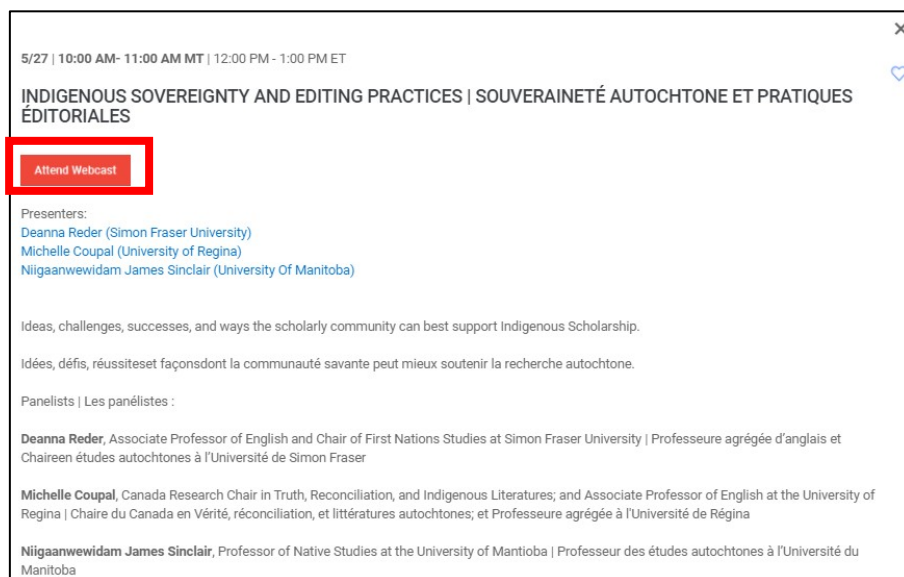 5/27 | 10:00 AM- 11:00 AM MT | 12:00 PM - 1:00 PM ET
INDIGENOUS SOVEREIGNTY AND EDITING PRACTICES | SOUVERAINETÉ AUTOCHTONE ET PRATIQUES
ÉDITORIALES
Attend Webcast
Presenters:
Deanna Reder (Simon Fraser University)
Michelle Coupal (University of Regina)
Niigaanwewidam James Sinclair (University Of Manitoba)
Ideas, challenges, successes, and ways the scholarly community can best support Indigenous Scholarship.
Idées, défis, réussiteset façonsdont la communauté savante peut mieux soutenir la recherche autochtone.
Panelists | Les panélistes :
Deanna Reder, Associate Professor of English and Chair of First Nations Studies at Simon Fraser University | Professeure agrégée d'anglais et
Chaireen études autochtones à l'Université de Simon Fraser
Michelle Coupal, Canada Research Chair in Truth, Reconciliation, and Indigenous Literatures; and Associate Professor of English at the University of
Regina | Chaire du Canada en Vérité, réconciliation, et littératures autochtones; et Professeure agrégée à l'Université de Régina
Niigaanwewidam James Sinclair, Professor of Native Studies at the University of Mantioba | Professeur des études autochtones à l'Université du
Manitoba